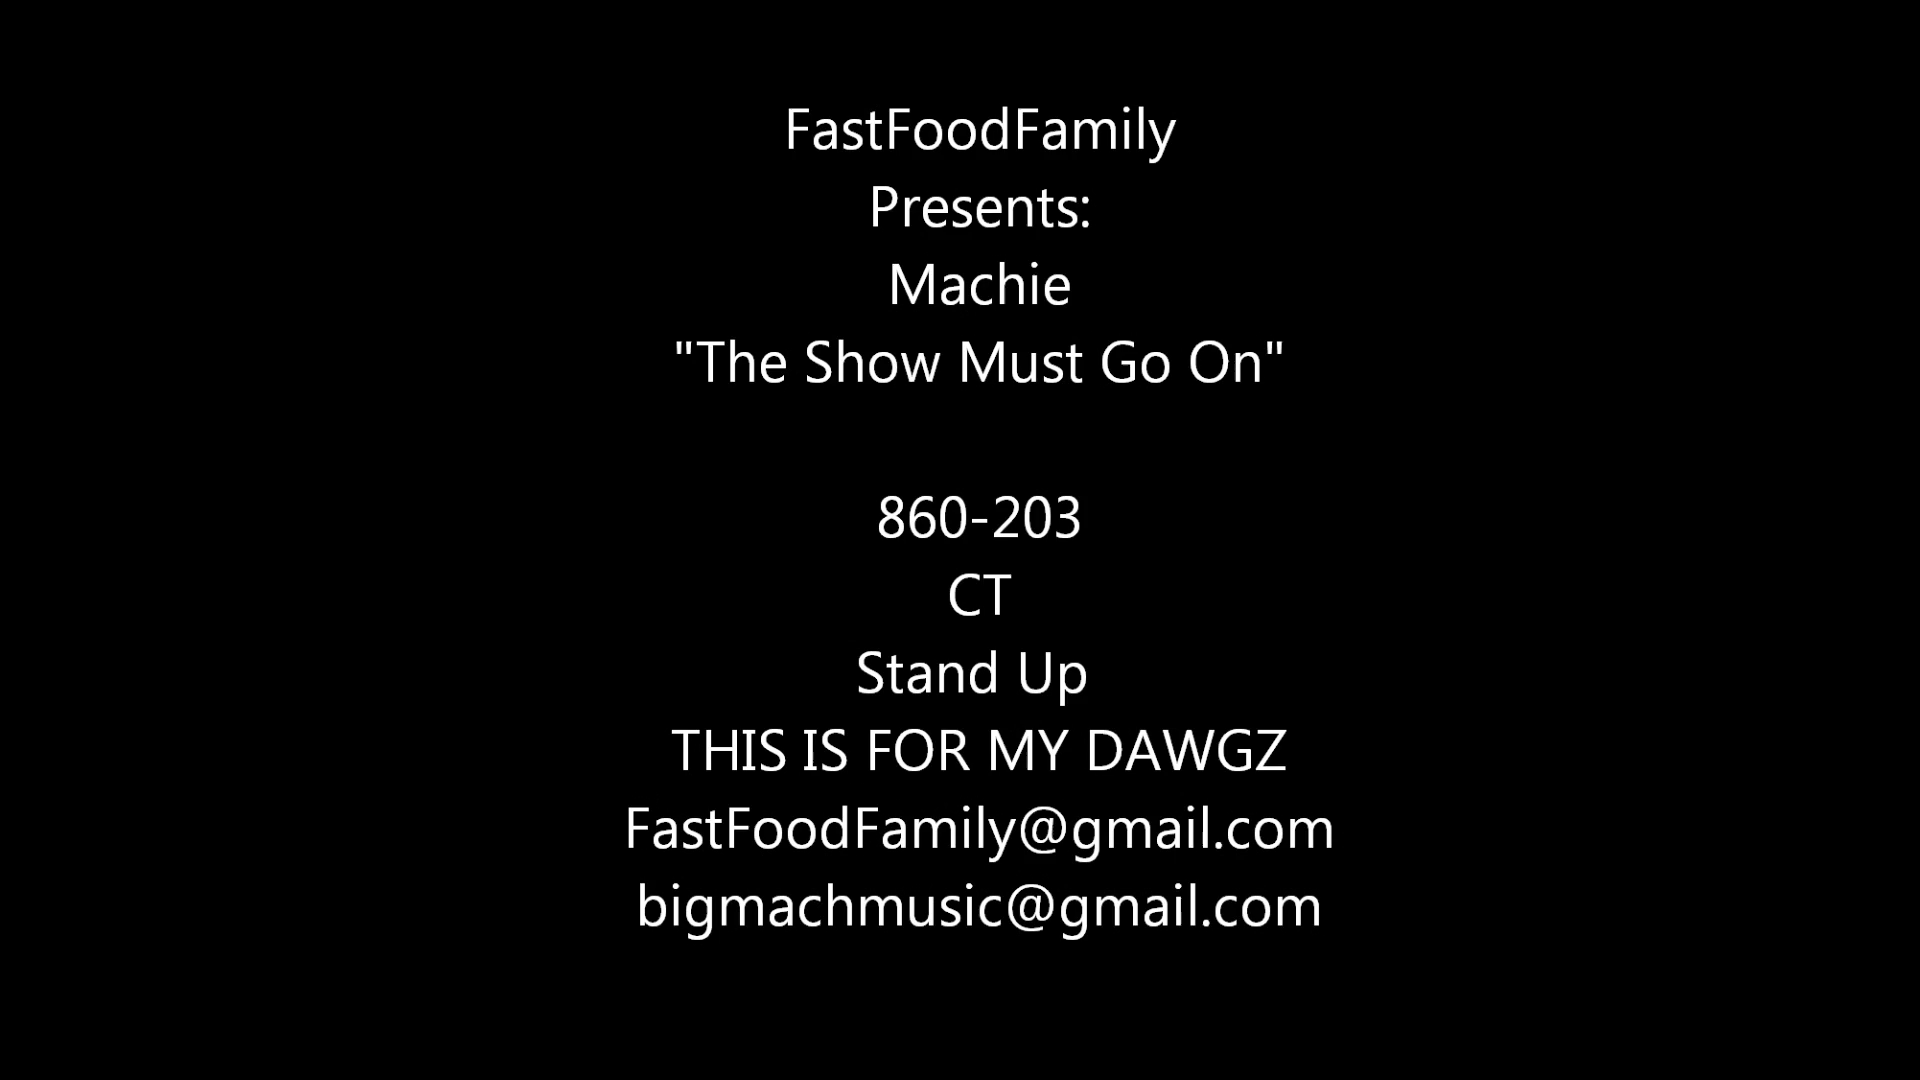 FastFoodFamily
Presents:
Machie
"The Show Must Go On"
860-203
CT
Stand Up
THIS IS FOR MY DAWGZ
FastFoodFamily@gmail.com
bigmachmusic@gmail.com